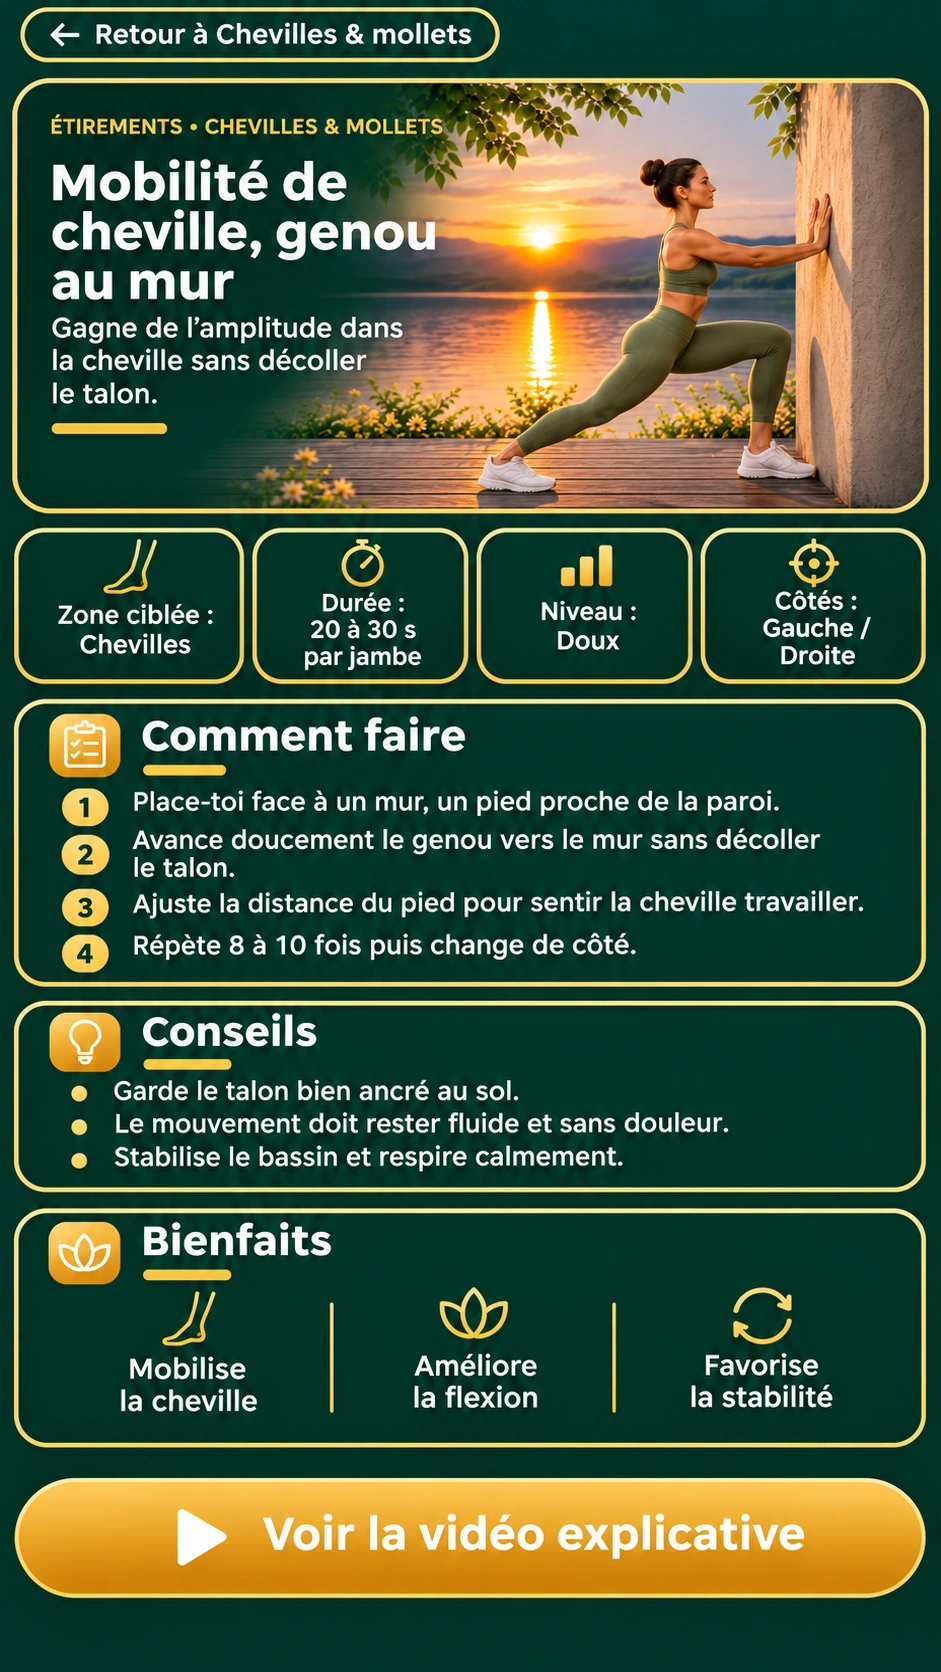 ← Retour à Chevilles & mollets
ÉTIREMENTS • CHEVILLES & MOLLETS
Mobilité de
cheville, genou
au mur
Gagne de l’amplitude dans
la cheville sans décoller
le talon.
Zone ciblée :
Chevilles
Durée :
20 à 30 s
par jambe
Niveau :
Doux
Côtés :
Gauche /
Droite
Comment faire
1 Place-toi face à un mur, un pied proche de la paroi.
2 Avance doucement le genou vers le mur sans décoller
le talon.
3 Ajuste la distance du pied pour sentir la cheville travailler.
4 Répète 8 à 10 fois puis change de côté.
Conseils
• Garde le talon bien ancré au sol.
• Le mouvement doit rester fluide et sans douleur.
• Stabilise le bassin et respire calmement.
Bienfaits
Mobilise
la cheville
Améliore
la flexion
Favorise
la stabilité
Voir la vidéo explicative